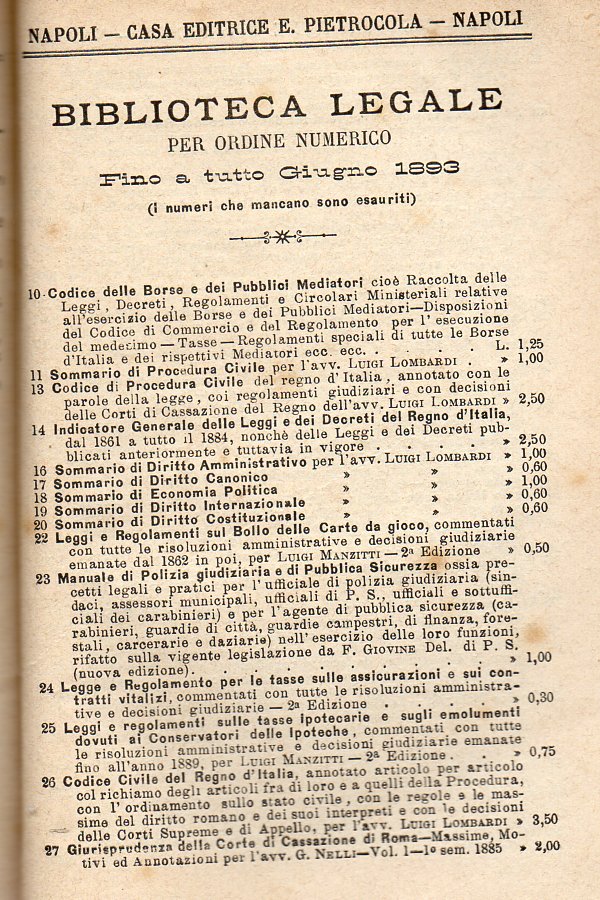 NAPOLI — CASA EDITRICE E. PIETROCOLA — NAPOLI
BIBLIOTECA LEGALE
PER ORDINE NUMERICO
Fino a tutto Giugno 1893
(i numeri che mancano sono esauriti)
10 Codice delle Borse e dei Pubblici Mediatori cioè Raccolta delle
Leggi, Decreti, Regolamenti e Circolari Ministeriali relative
all'esercizio delle Borse e dei Pubblici Mediatori—Disposizioni
del Codice di Commercio e del Regolamento per l'esecuzione
del medesimo — Tasse — Regolamenti speciali di tutte le Borse
d'Italia e dei rispettivi Mediatori ecc. ecc. . . . . . L. 1,25
11 Sommario di Procedura Civile per l'avv. LUIGI LOMBARDI . » 1,00
13 Codice di Procedura Civile del regno d'Italia, annotato con le
parole della legge, coi regolamenti giudiziari e con decisioni
delle Corti di Cassazione del Regno dell'avv. LUIGI LOMBARDI » 2,50
14 Indicatore Generale delle Leggi e dei Decreti del Regno d'Italia,
dal 1861 a tutto il 1884, nonchè delle Leggi e dei Decreti pub-
blicati anteriormente e tuttavia in vigore . . . . . » 2,50
16 Sommario di Diritto Amministrativo per l'avv. LUIGI LOMBARDI » 1,00
17 Sommario di Diritto Canonico » » » 0,60
18 Sommario di Economia Politica » » » 1,00
19 Sommario di Diritto Internazionale » » » 0,60
20 Sommario di Diritto Costituzionale » » » 0,60
22 Leggi e Regolamenti sul Bollo delle Carte da gioco, commentati
con tutte le risoluzioni amministrative e decisioni giudiziarie
emanate dal 1862 in poi, per LUIGI MANZITTI — 2ª Edizione » 0,50
23 Manuale di Polizia giudiziaria e di Pubblica Sicurezza ossia pre-
cetti legali e pratici per l'ufficiale di polizia giudiziaria (sin-
daci, assessori municipali, ufficiali di P. S., ufficiali e sottuffi-
ciali dei carabinieri) e per l'agente di pubblica sicurezza (ca-
rabinieri, guardie di città, guardie campestri, di finanza, fore-
stali, carcerarie e daziarie) nell'esercizio delle loro funzioni,
rifatto sulla vigente legislazione da F. GIOVINE Del. di P. S.
(nuova edizione). . . . . . . . . . » 1,00
24 Legge e Regolamento per le tasse sulle assicurazioni e sui con-
tratti vitalizi, commentati con tutte le risoluzioni amministra-
tive e decisioni giudiziarie — 2ª Edizione . . . . » 0,30
25 Leggi e regolamenti sulle tasse ipotecarie e sugli emolumenti
dovuti ai Conservatori delle Ipoteche, commentati con tutte
le risoluzioni amministrative e decisioni giudiziarie emanate
fino all'anno 1889, per LUIGI MANZITTI — 2ª Edizione . . » 0,75
26 Codice Civile del Regno d'Italia, annotato articolo per articolo
col richiamo degli articoli fra di loro e a quelli della Procedura,
con l'ordinamento sullo stato civile, con le regole e le mas-
sime del diritto romano e dei suoi interpreti e con le decisioni
delle Corti Supreme e di Appello, per l'avv. LUIGI LOMBARDI » 3,50
27 Giurisprudenza della Corte di Cassazione di Roma—Massime, Mo-
tivi ed Annotazioni per l'avv. G. NELLI—Vol. 1—1º sem. 1885 » 2,00